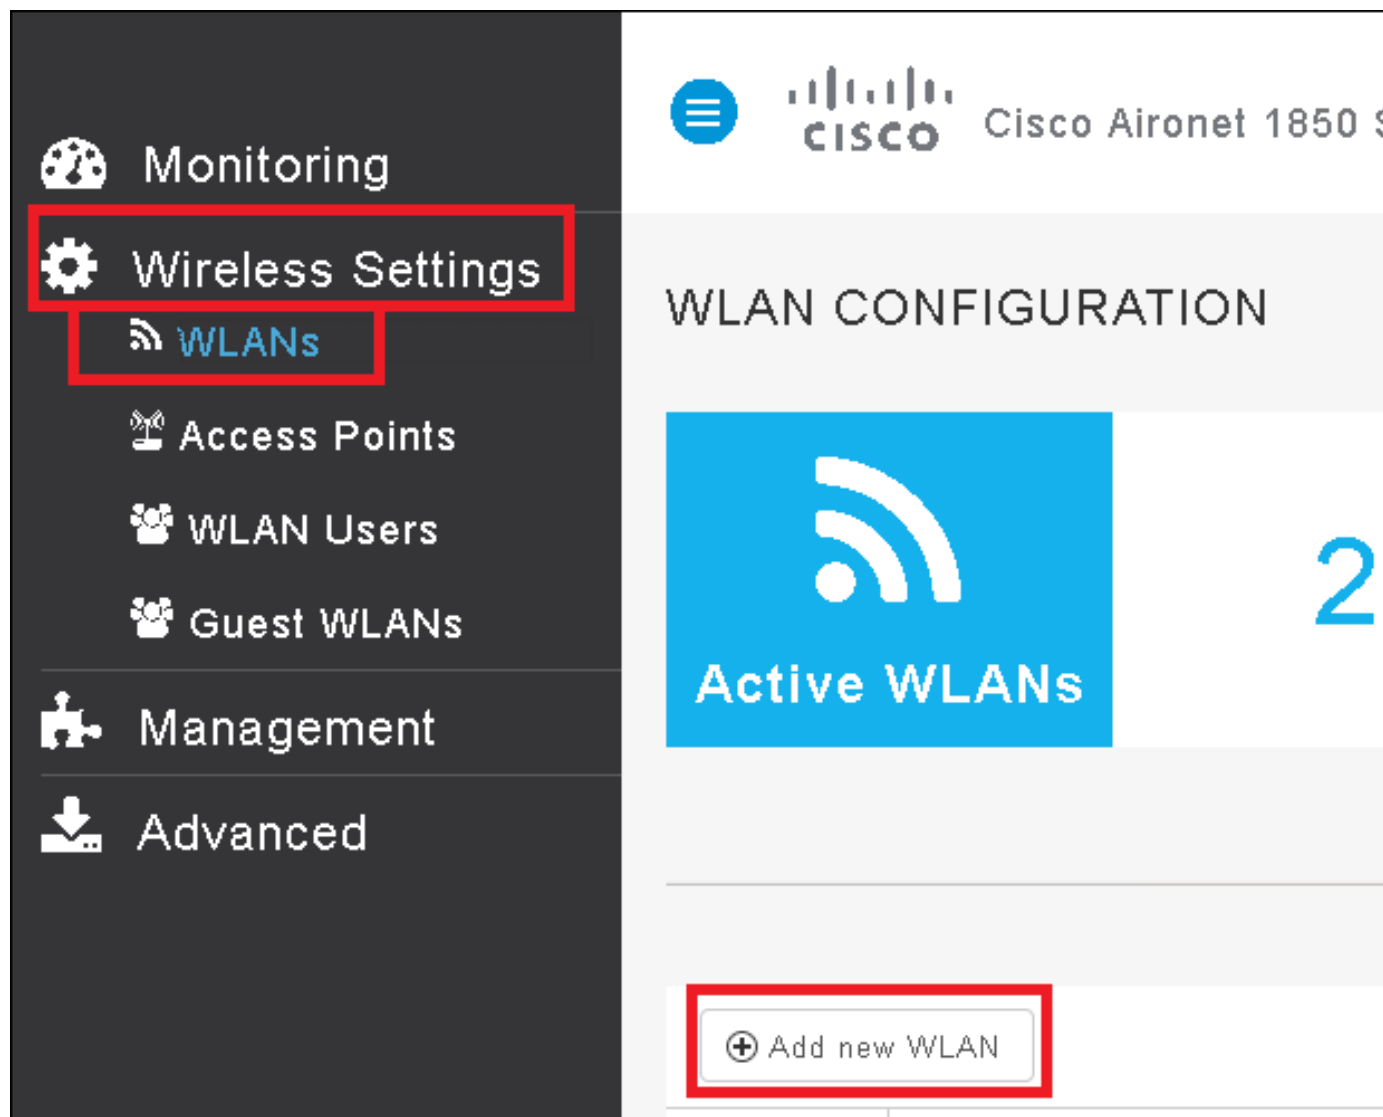 Monitoring
Wireless Settings
WLANs
Access Points
WLAN Users
Guest WLANs
Management
Advanced
CISCO
Cisco Aironet 1850 S
WLAN CONFIGURATION
Active WLANs
2
Add new WLAN